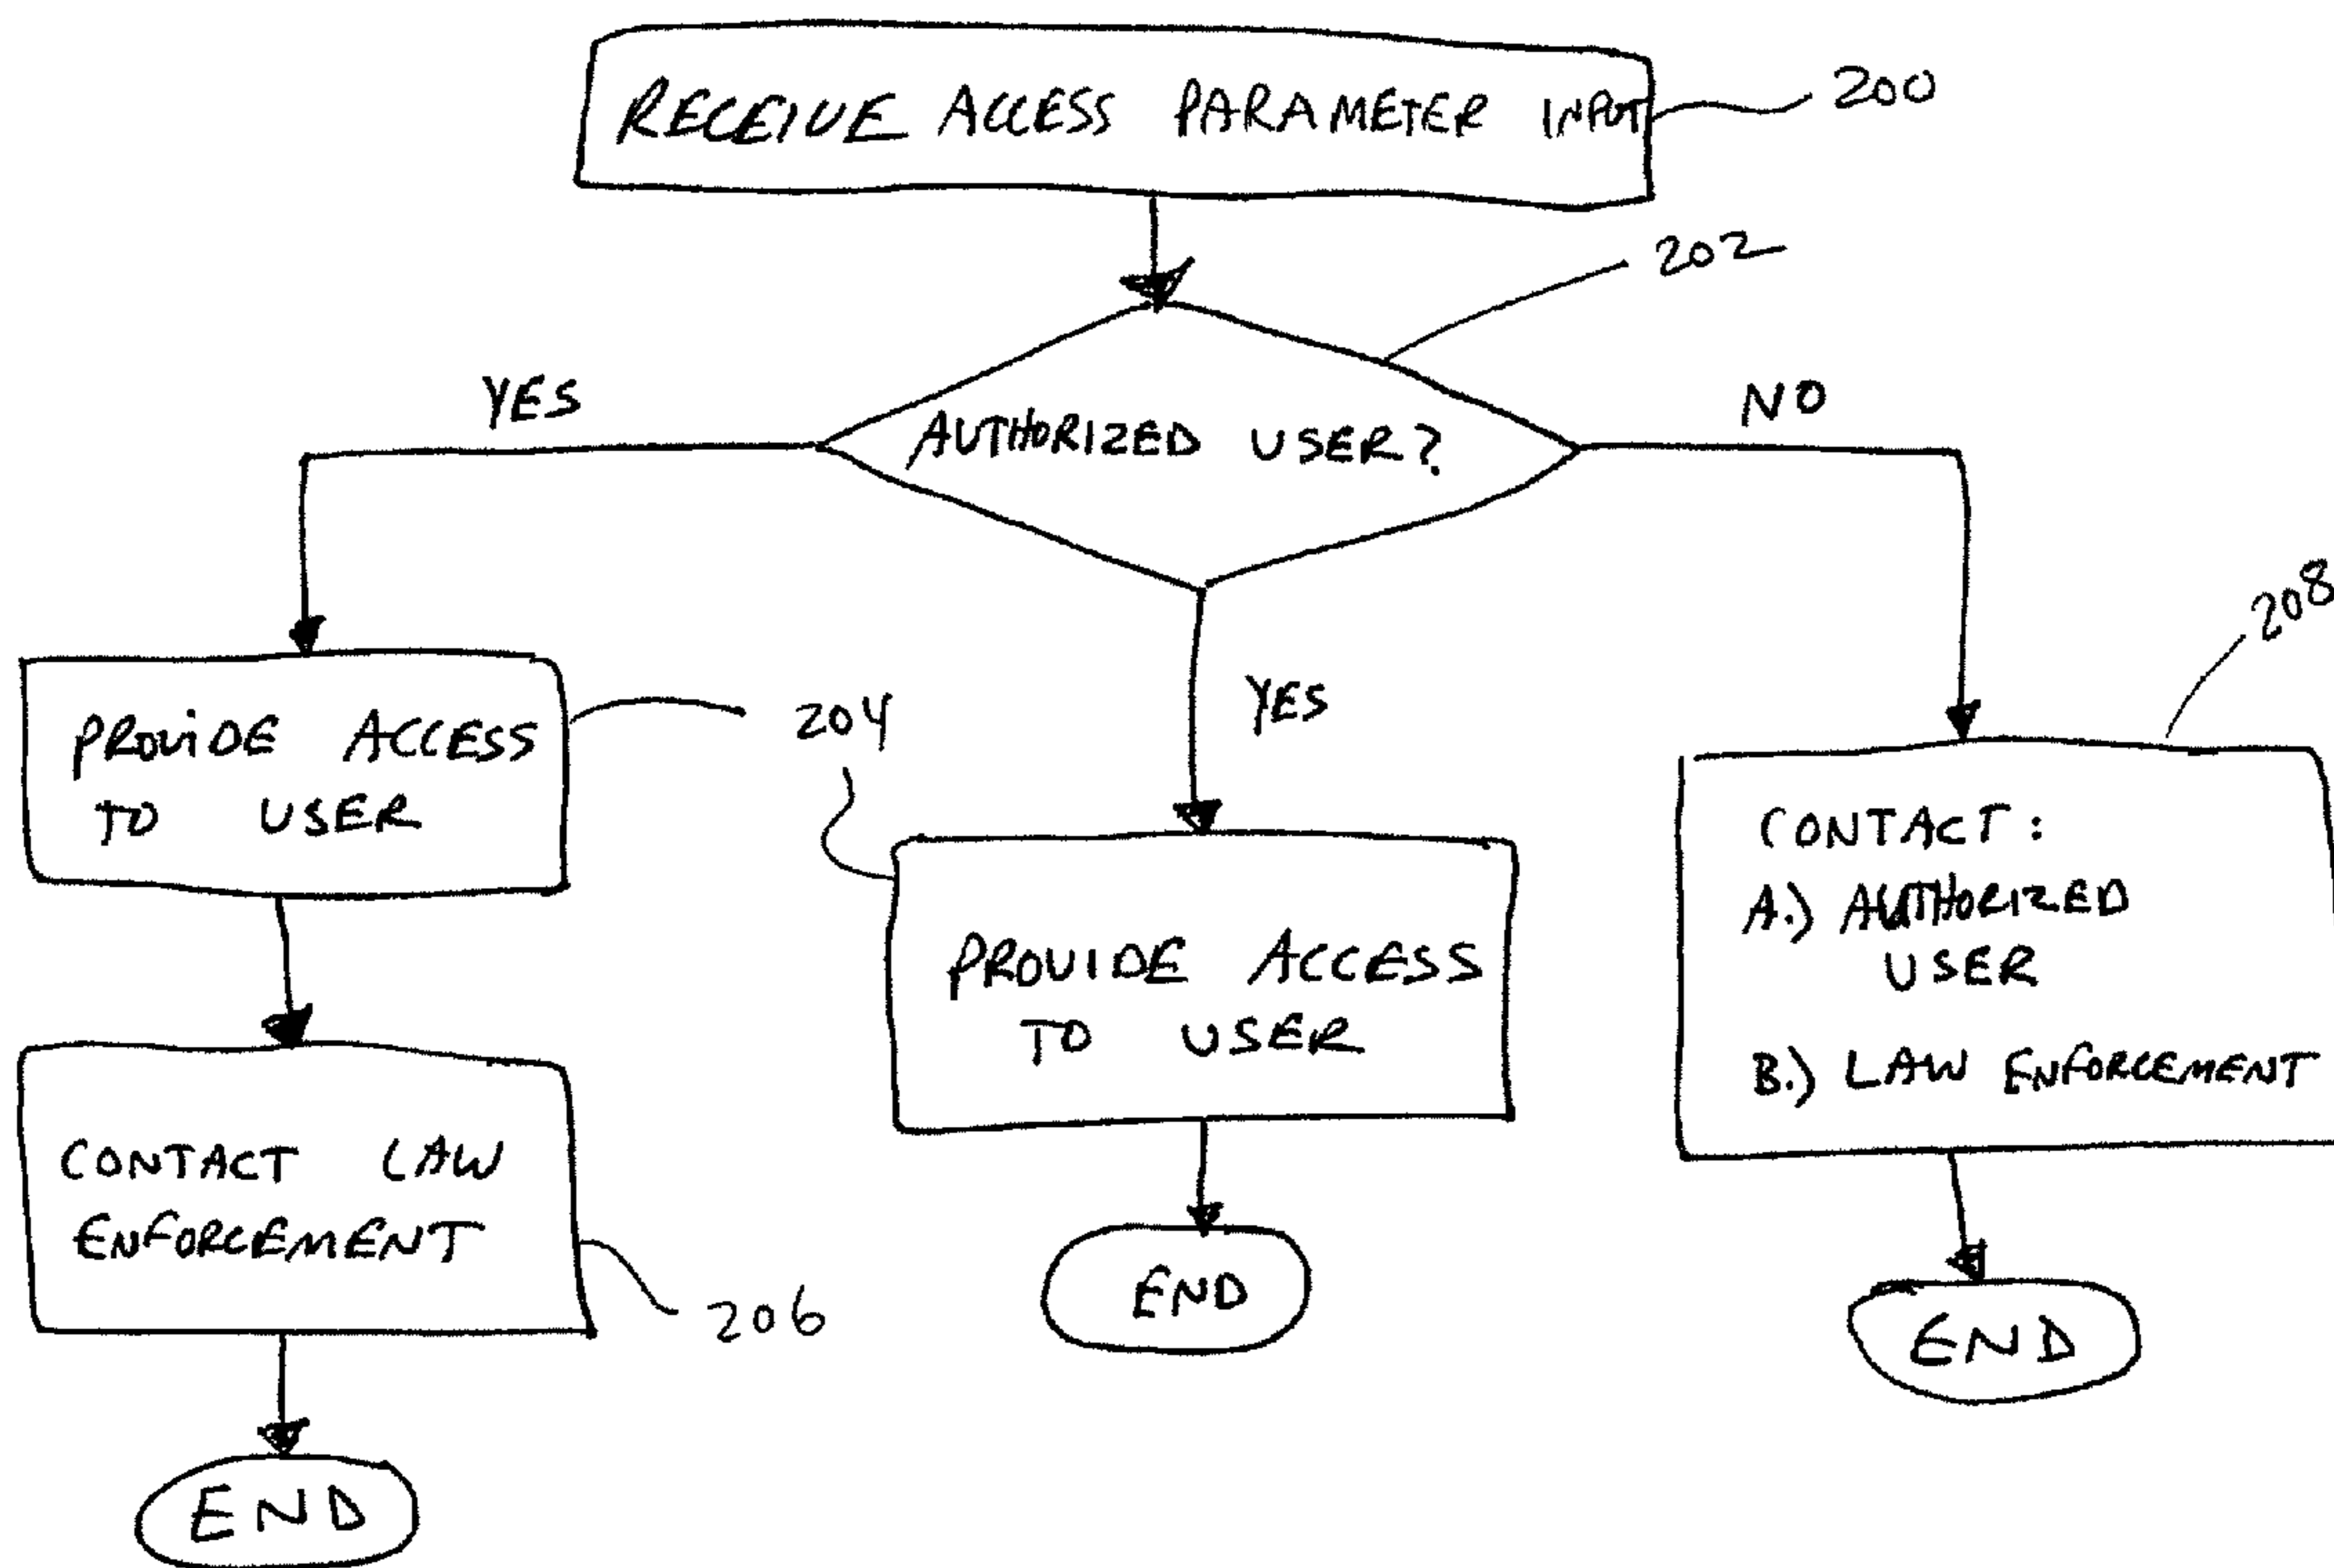 RECEIVE ACCESS PARAMETER INPUT
200
202
YES
AUTHORIZED USER?
NO
208
YES
PROVIDE ACCESS
TO USER
204
PROVIDE ACCESS
TO USER
CONTACT:
A.) AUTHORIZED
USER
B.) LAW ENFORCEMENT
CONTACT LAW
ENFORCEMENT
206
END
END
END